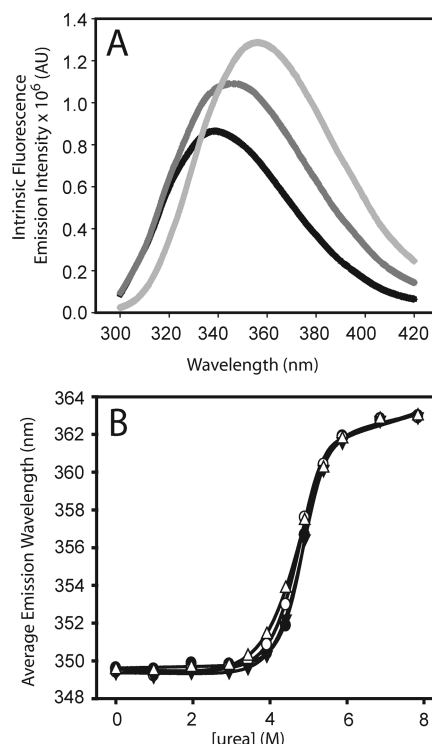 A
Intrinsic Fluorescence
Emission Intensity x 10⁶ (AU)
1.4
1.2
1.0
0.8
0.6
0.4
0.2
0.0
300 320 340 360 380 400 420
Wavelength (nm)
B
Average Emission Wavelength (nm)
364
362
360
358
356
354
352
350
348
0 2 4 6 8
[urea] (M)